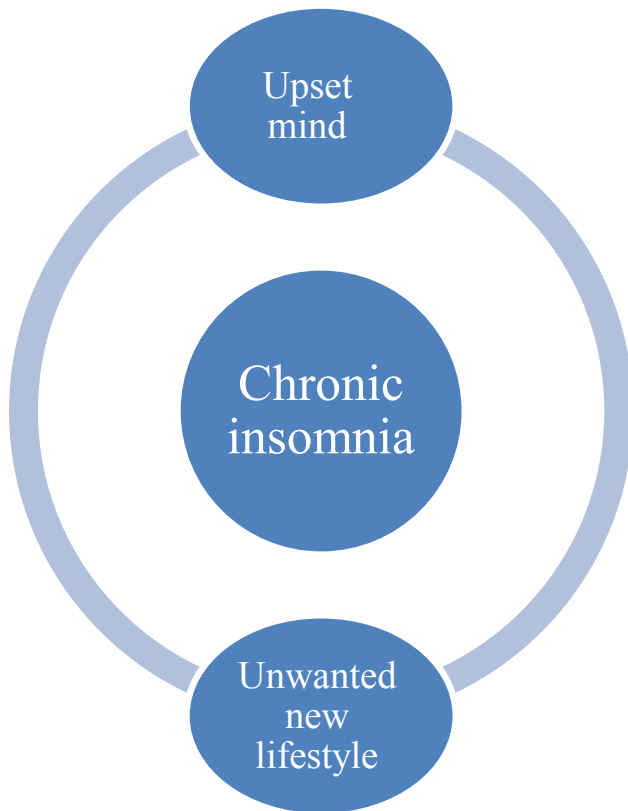 Upset
mind
Chronic
insomnia
Unwanted
new
lifestyle